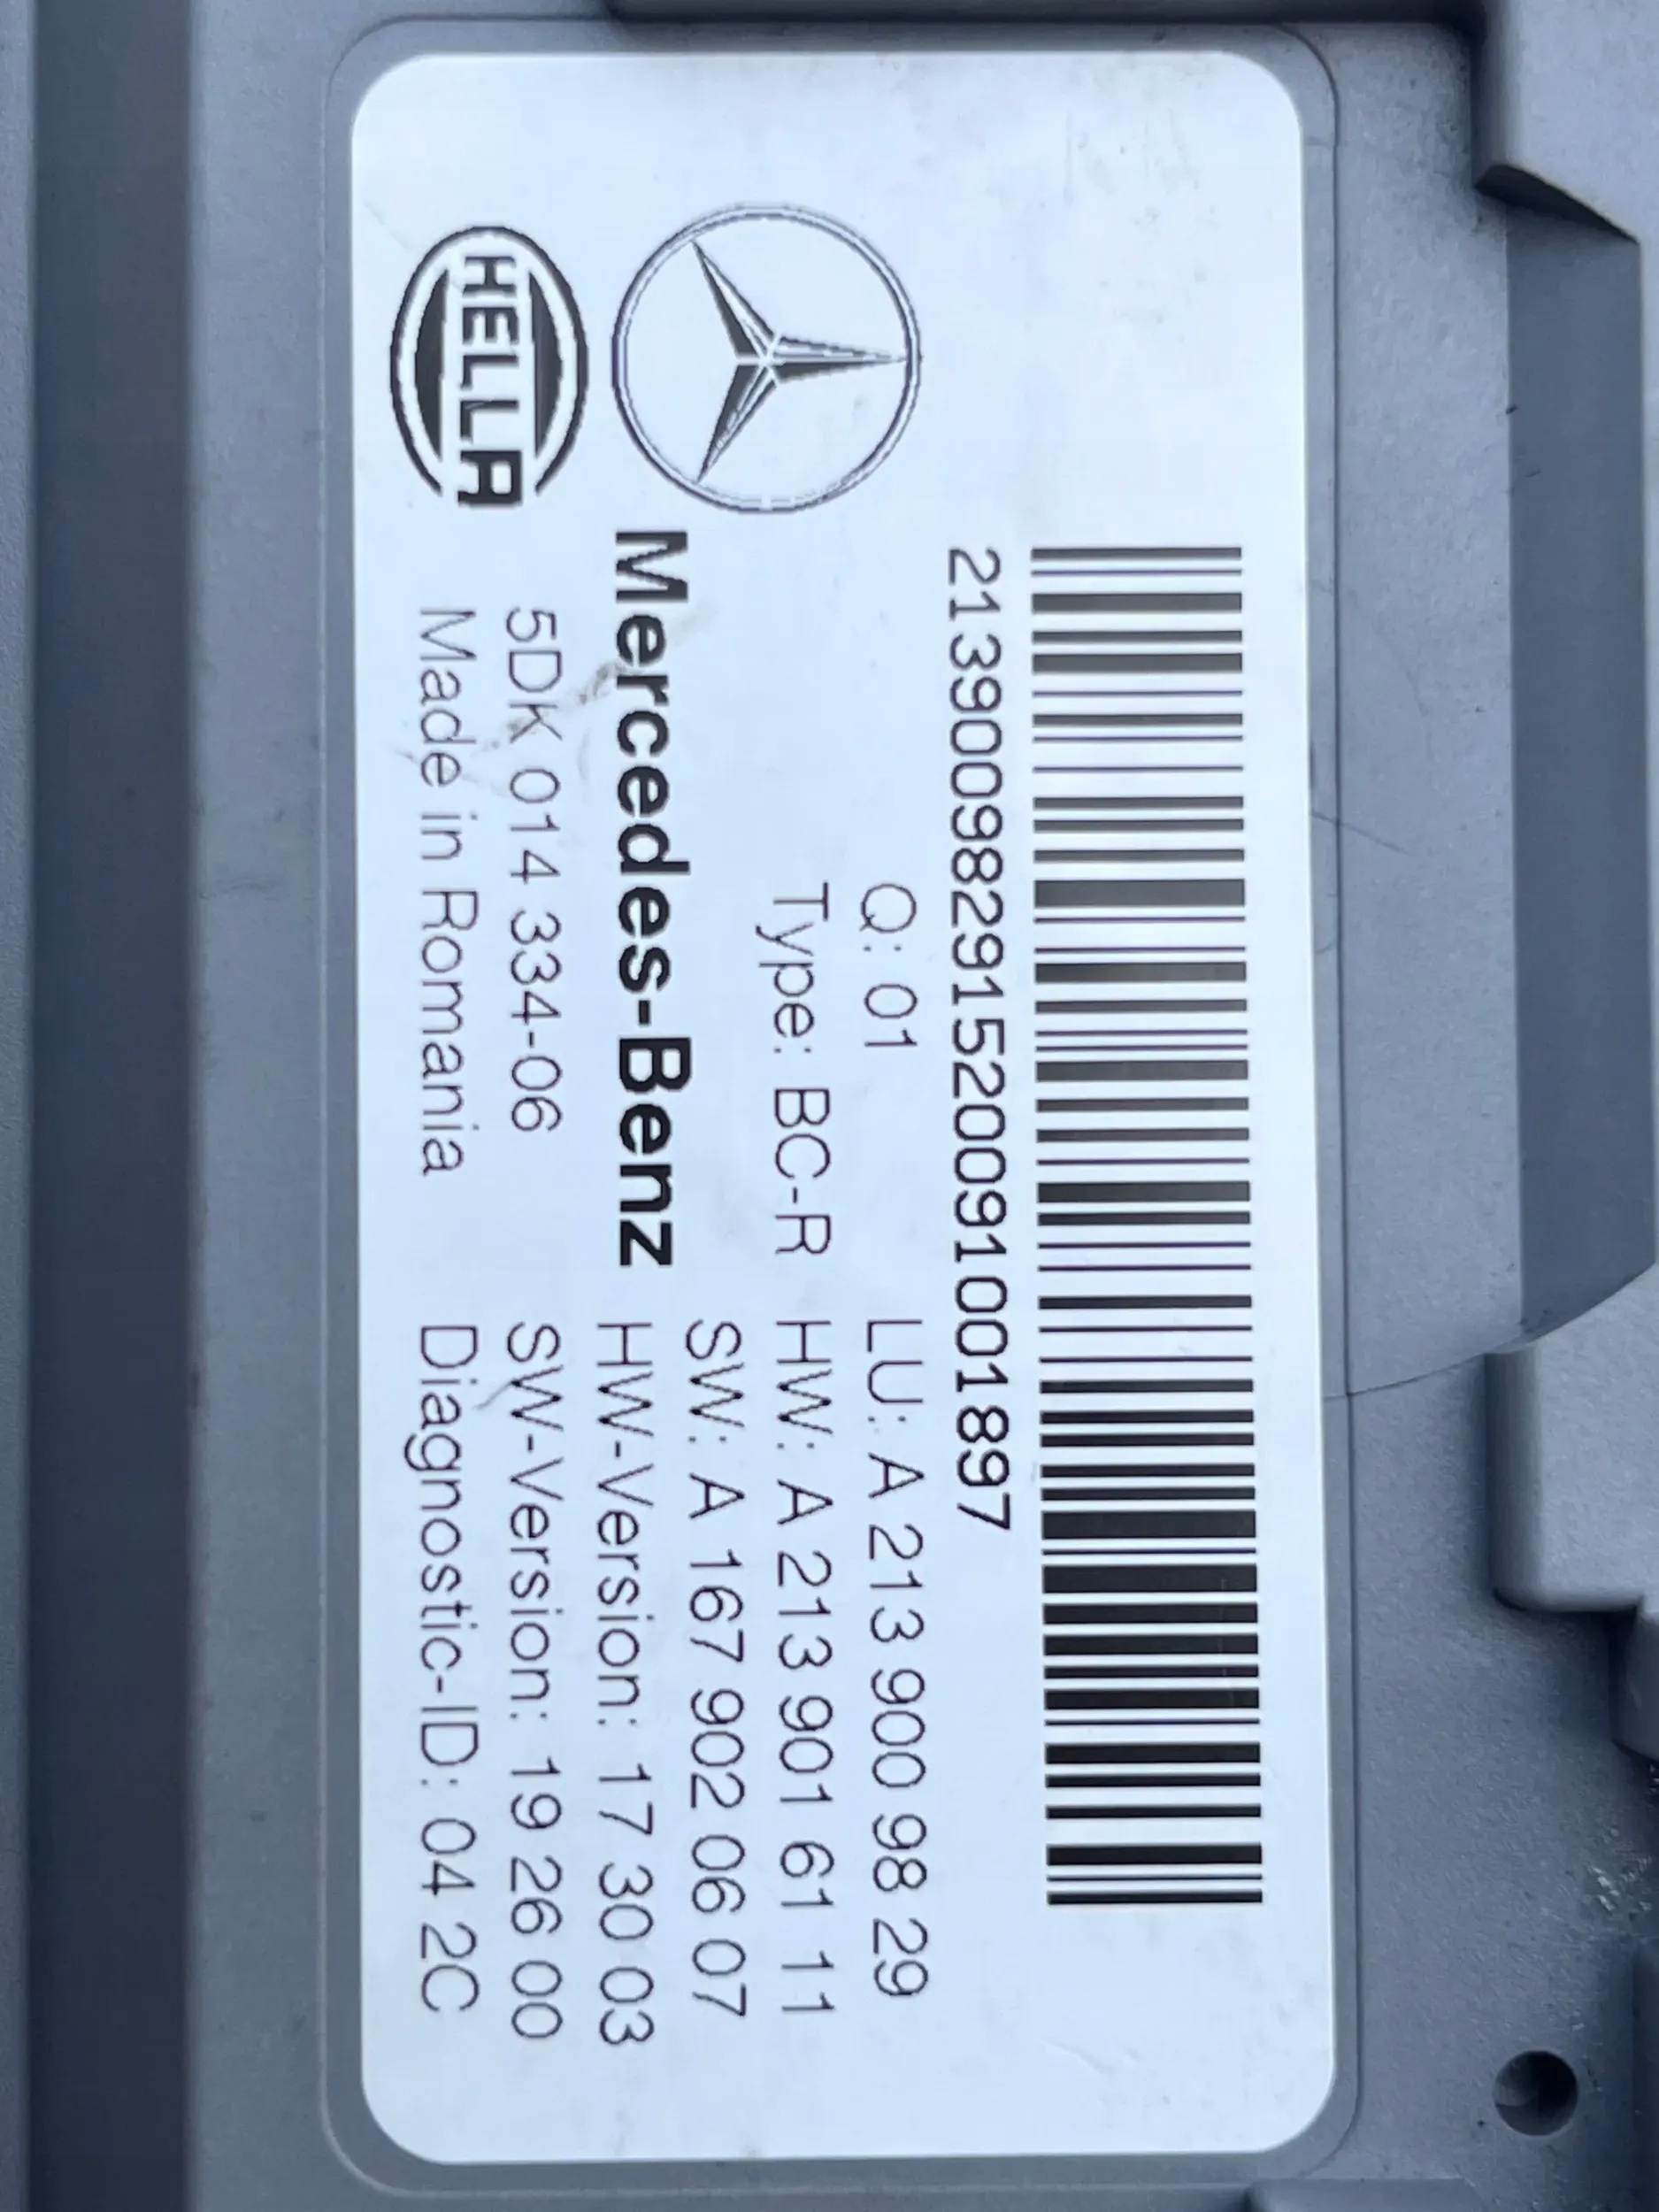 21390098291520091001897
Q: 01
LU: A 213 900 98 29
Type: BC-R
HW: A 213 901 61 11
SW: A 167 902 06 07
Mercedes-Benz
HW-Version: 17 30 03
HELLA
5DK 014 334-06
SW-Version: 19 26 00
Made in Romania
Diagnostic-ID: 04 2C